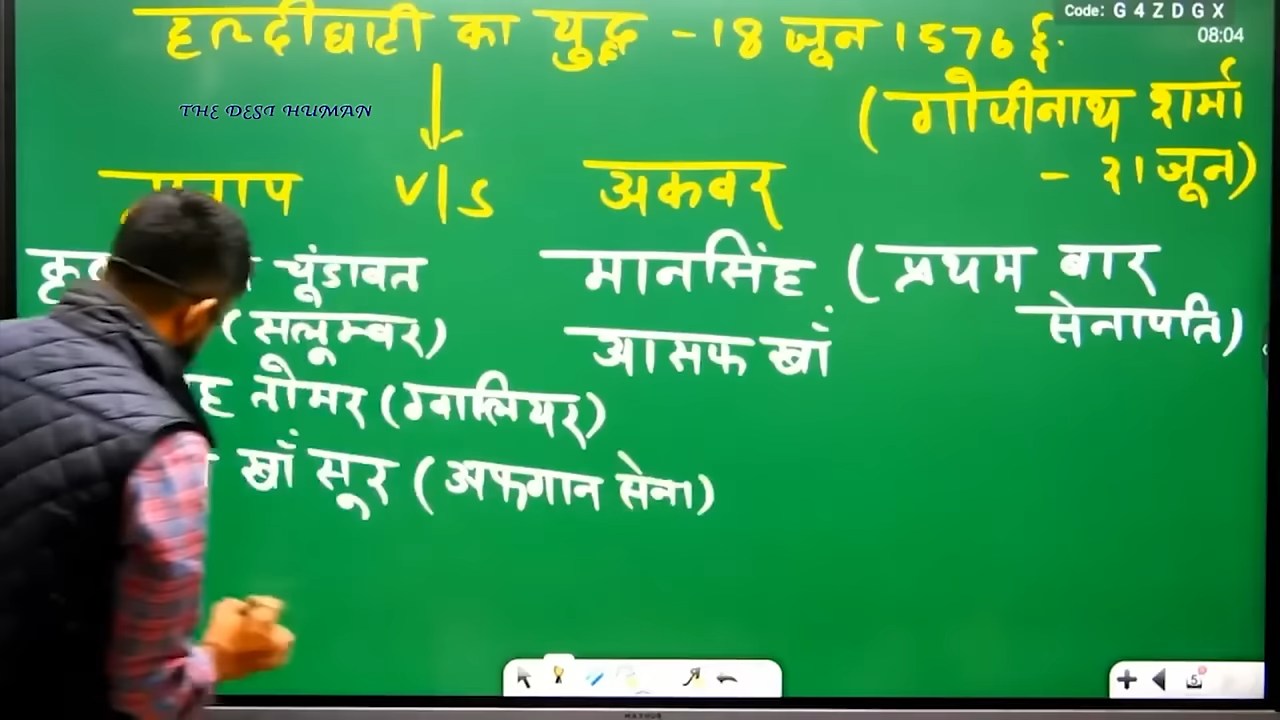 Code: G 4 Z D G X
08:04
हल्दीघाटी का युद्ध - 18 जून 1576 ई.
THE DESI HUMAN
(गोपीनाथ शर्मा
- 21 जून)
V/S अकबर
चूंडावत मानसिंह (प्रथम बार
सेनापति)
(सलूम्बर) आसफ खाँ
तोमर (ग्वालियर)
खाँ सूर (अफगान सेना)